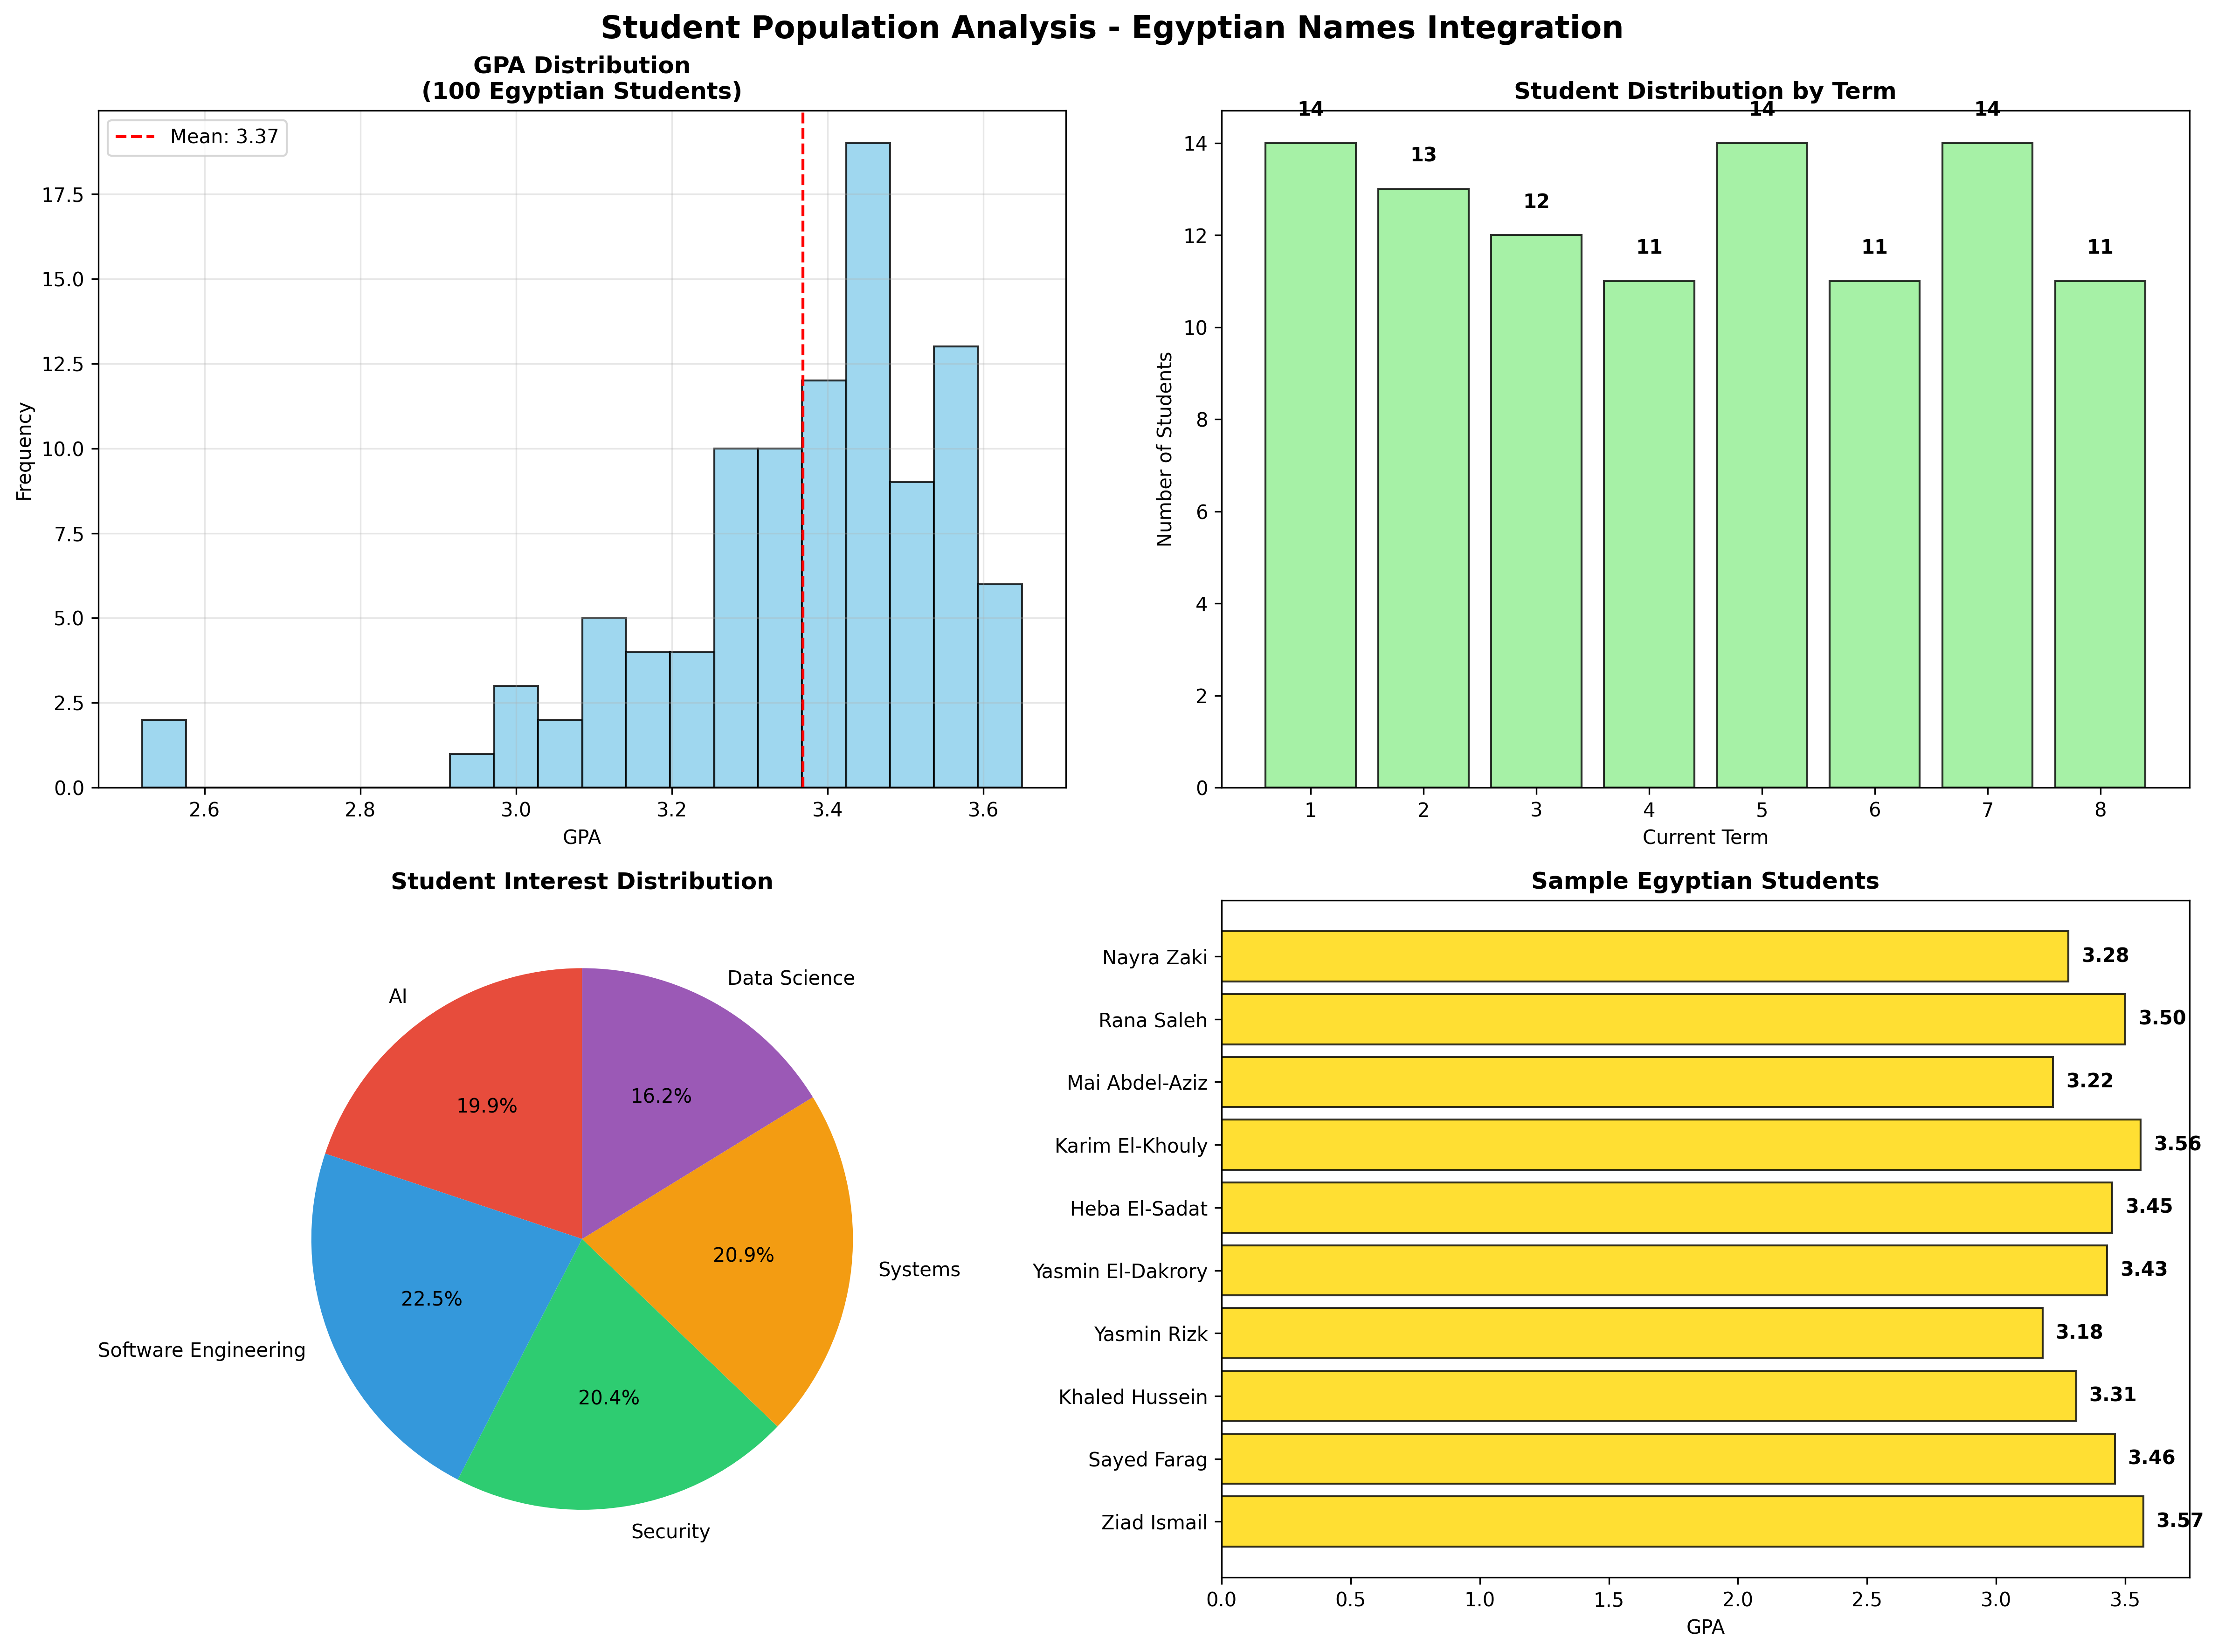 Student Population Analysis - Egyptian Names Integration
GPA Distribution
(100 Egyptian Students)
Mean: 3.37
17.5
15.0
12.5
10.0
7.5
5.0
2.5
0.0
Frequency
2.6
2.8
3.0
3.2
3.4
3.6
GPA
Student Distribution by Term
14
13
12
11
14
11
14
11
14
12
10
8
6
4
2
0
Number of Students
1
2
3
4
5
6
7
8
Current Term
Student Interest Distribution
AI
19.9%
Software Engineering
22.5%
Security
20.4%
Systems
20.9%
Data Science
16.2%
Sample Egyptian Students
Nayra Zaki 3.28
Rana Saleh 3.50
Mai Abdel-Aziz 3.22
Karim El-Khouly 3.56
Heba El-Sadat 3.45
Yasmin El-Dakrory 3.43
Yasmin Rizk 3.18
Khaled Hussein 3.31
Sayed Farag 3.46
Ziad Ismail 3.57
0.0
0.5
1.0
1.5
2.0
2.5
3.0
3.5
GPA